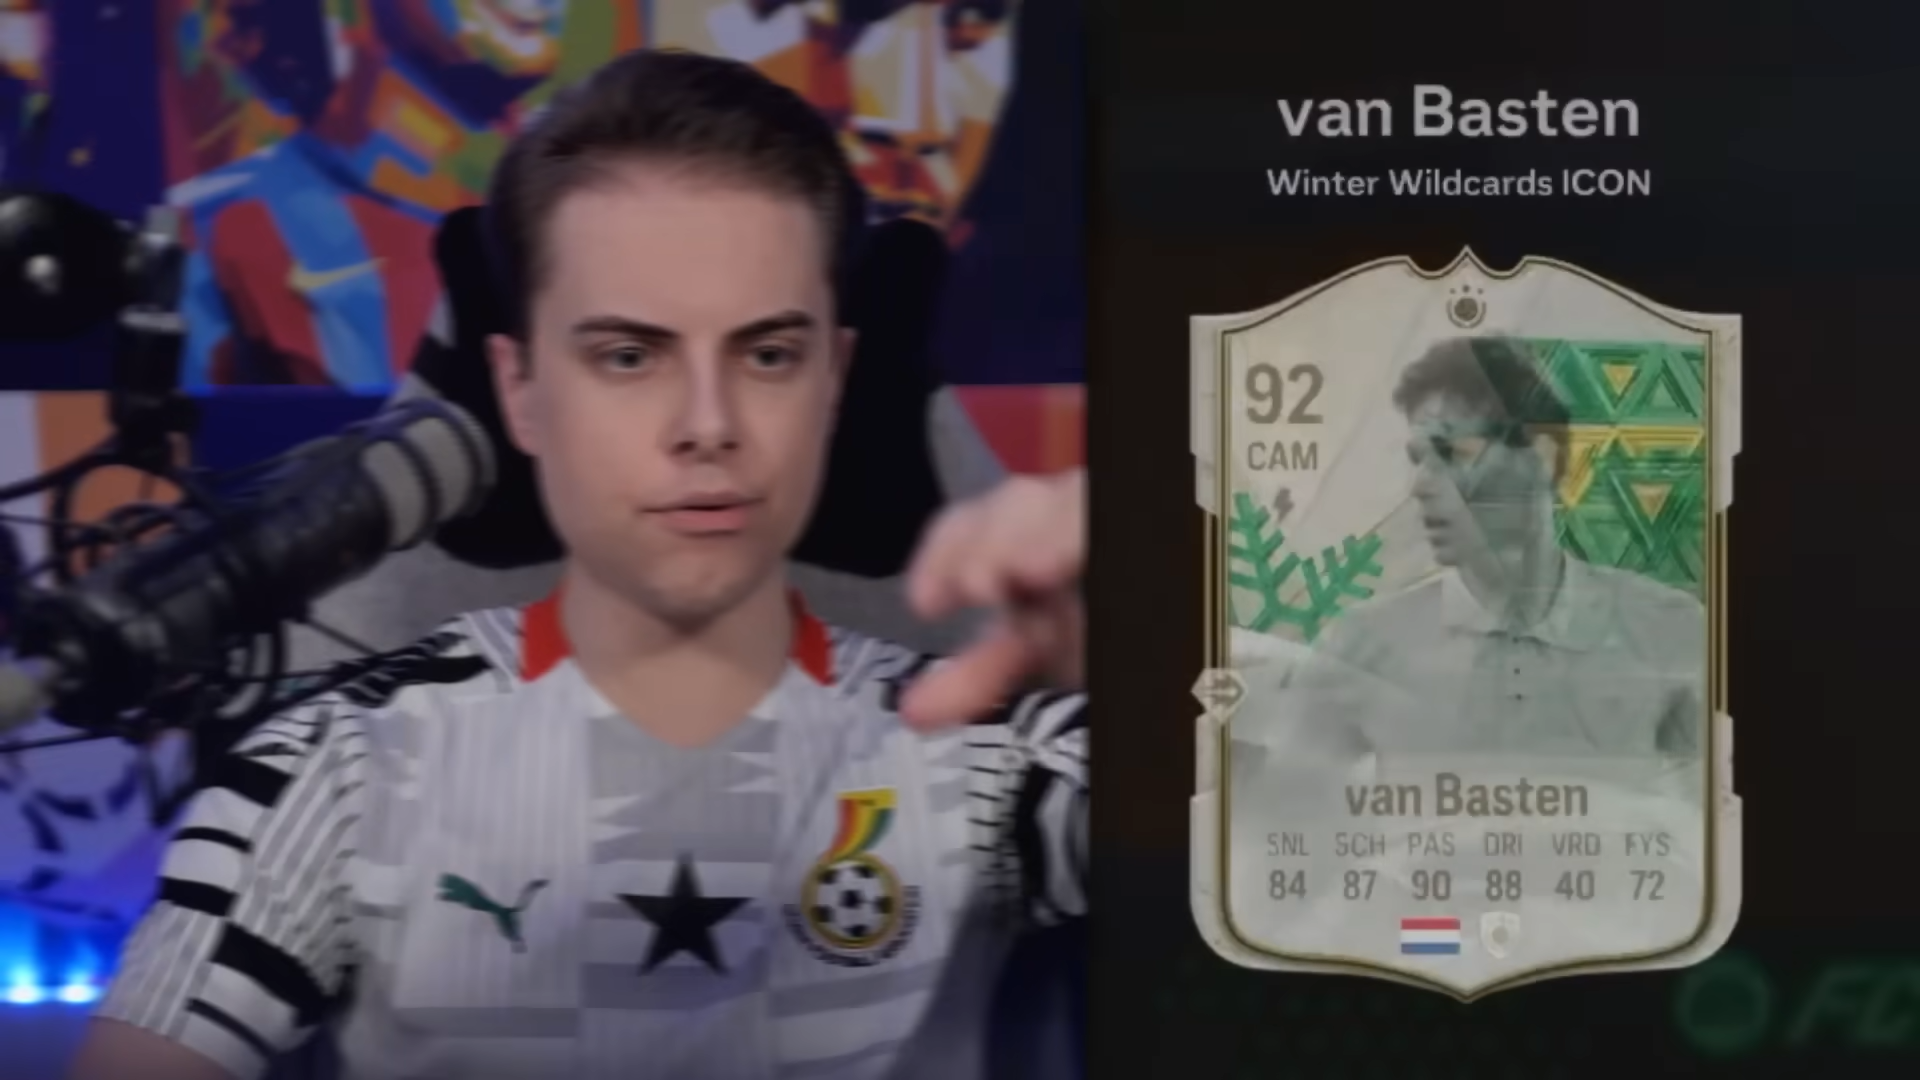 van Basten
Winter Wildcards ICON
92
CAM
van Basten
SNL SCH PAS DRI VRD FYS
84 87 90 88 40 72
FC